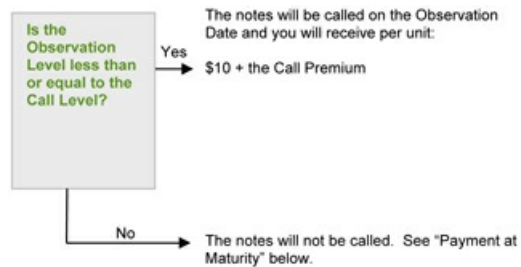 Is the
Observation
Level less than
or equal to the
Call Level?
Yes
The notes will be called on the Observation
Date and you will receive per unit:
$10 + the Call Premium
No
The notes will not be called. See “Payment at
Maturity” below.